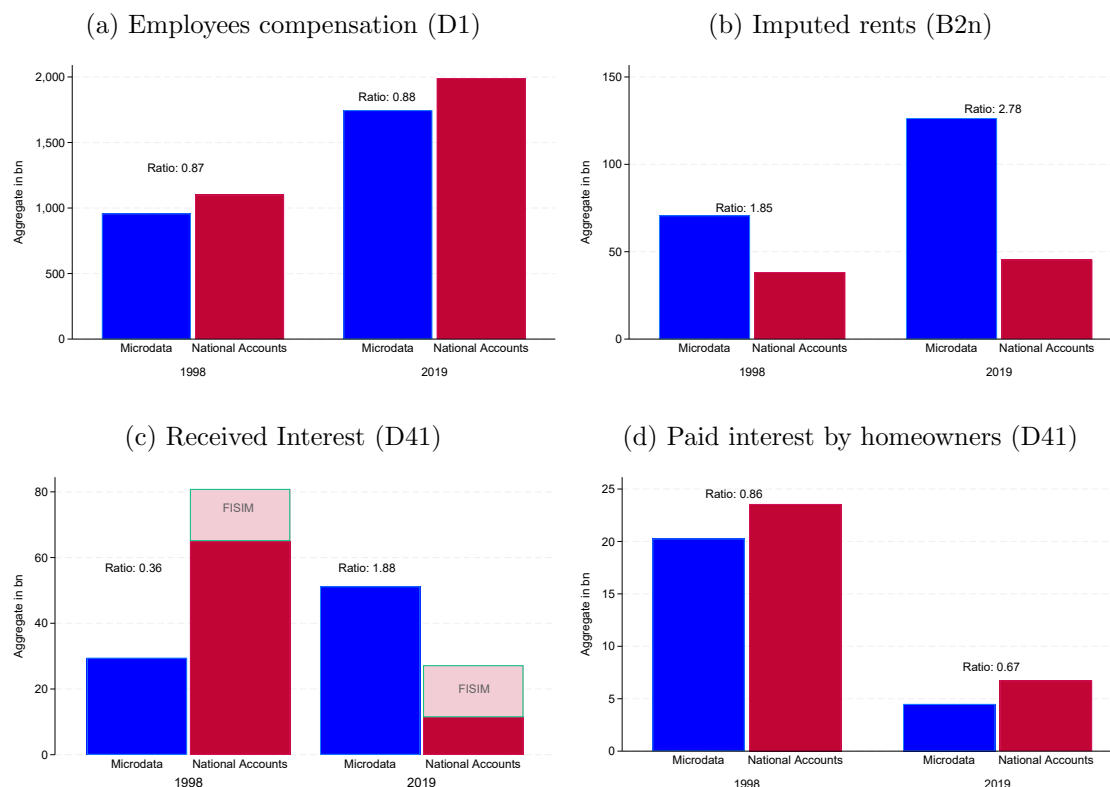 (a) Employees compensation (D1)
Aggregate in bn
2,000
1,500
1,000
500
0
Ratio: 0.87
Ratio: 0.88
Microdata National Accounts Microdata National Accounts
1998 2019
(b) Imputed rents (B2n)
Aggregate in bn
150
100
50
0
Ratio: 1.85
Ratio: 2.78
Microdata National Accounts Microdata National Accounts
1998 2019
(c) Received Interest (D41)
Aggregate in bn
80
60
40
20
0
FISIM
Ratio: 0.36
Ratio: 1.88
FISIM
Microdata National Accounts Microdata National Accounts
1998 2019
(d) Paid interest by homeowners (D41)
Aggregate in bn
25
20
15
10
5
0
Ratio: 0.86
Ratio: 0.67
Microdata National Accounts Microdata National Accounts
1998 2019